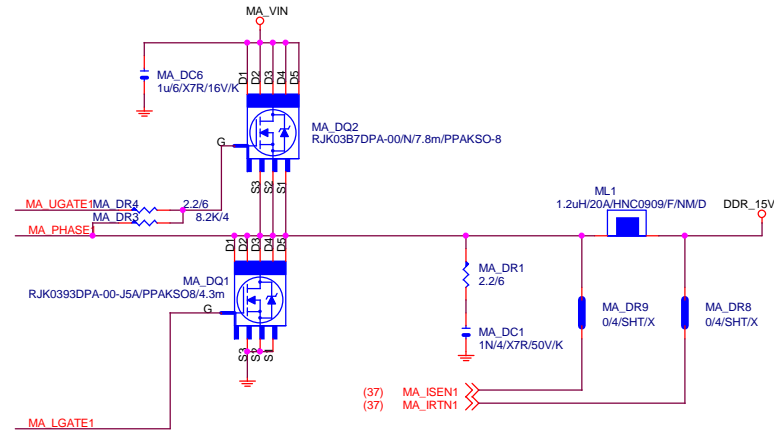 MA_VIN
MA_DC6
1u/6/X7R/16V/K
D1
D2
D3
D4
D5
MA_DQ2
RJK03B7DPA-00/N/7.8m/PPAKSO-8
G
S3
S2
S1
MA_UGATE1
MA_DR4
2.2/6
MA_DR3
8.2K/4
MA_PHASE1
ML1
1.2uH/20A/HNC0909/F/NM/D
DDR_15V
D1
D2
D3
D4
D5
MA_DQ1
RJK0393DPA-00-J5A/PPAKSO8/4.3m
G
S3
S2
S1
MA_DR1
2.2/6
MA_DC1
1N/4/X7R/50V/K
MA_DR9
0/4/SHT/X
MA_DR8
0/4/SHT/X
(37) MA_ISEN1
(37) MA_IRTN1
MA_LGATE1